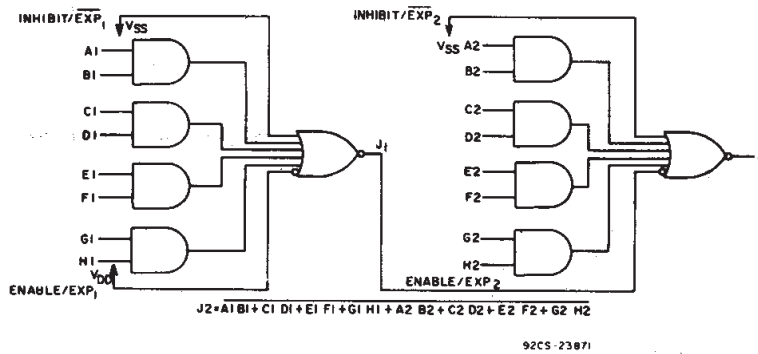 INHIBIT/EXP1
VSS
A1
B1
C1
D1
E1
F1
G1
H1
VDD
ENABLE/EXP1
J1
INHIBIT/EXP2
VSS
A2
B2
C2
D2
E2
F2
G2
H2
ENABLE/EXP2
J2=A1 B1+C1 D1+E1 F1+G1 H1+A2 B2+C2 D2+E2 F2+G2 H2
92CS-23871